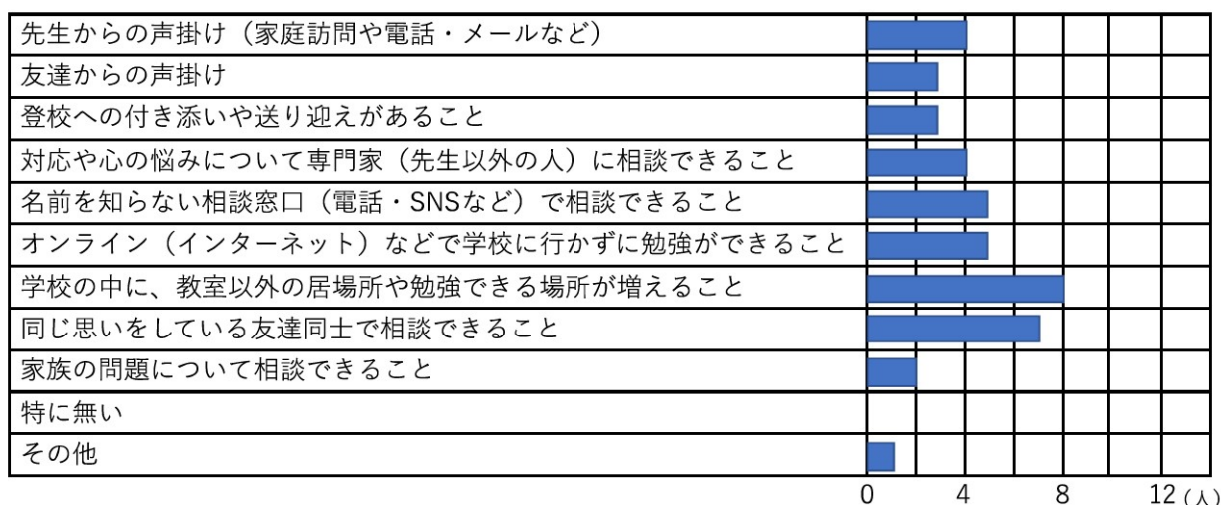 先生からの声掛け（家庭訪問や電話・メールなど）
友達からの声掛け
登校への付き添いや送り迎えがあること
対応や心の悩みについて専門家（先生以外の人）に相談できること
名前を知らない相談窓口（電話・SNSなど）で相談できること
オンライン（インターネット）などで学校に行かずに勉強ができること
学校の中に、教室以外の居場所や勉強できる場所が増えること
同じ思いをしている友達同士で相談できること
家族の問題について相談できること
特に無い
その他
0 4 8 12（人）